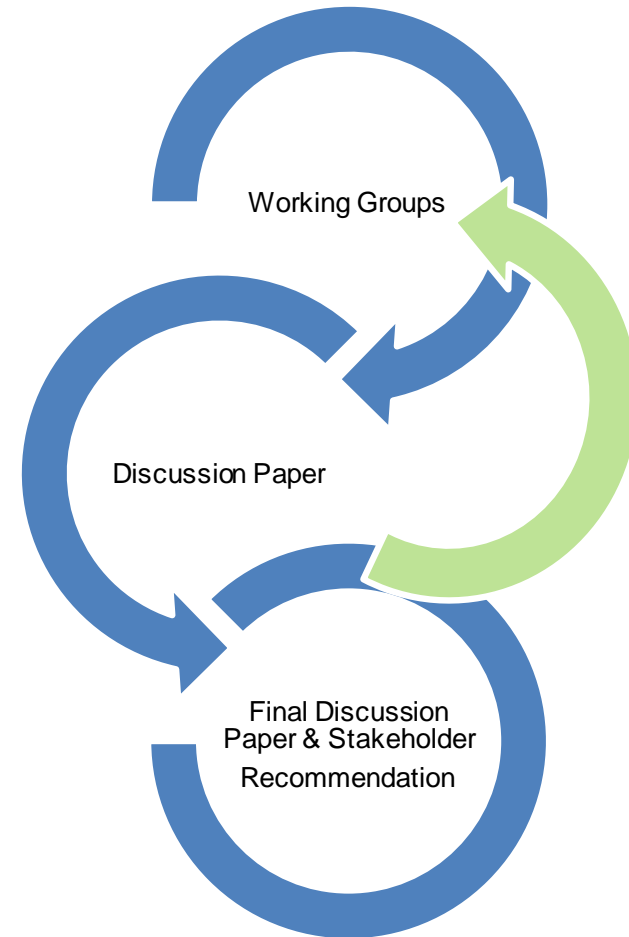 Working Groups
Discussion Paper
Final Discussion
Paper & Stakeholder
Recommendation